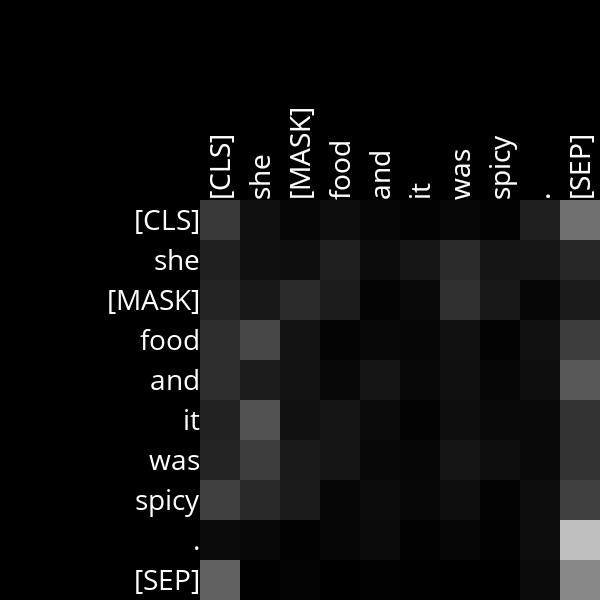 [CLS] she [MASK] food and it was spicy . [SEP]
[CLS]
she
[MASK]
food
and
it
was
spicy
.
[SEP]